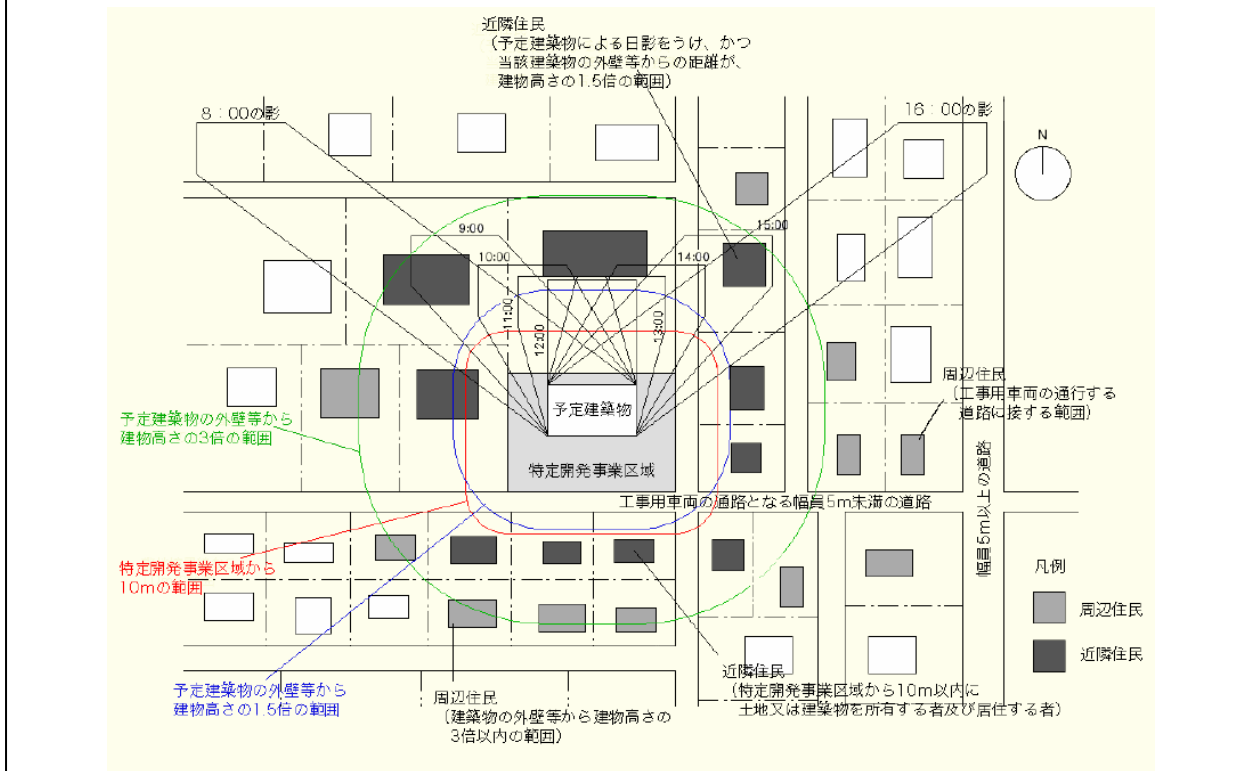 近隣住民
（予定建築物による日影をうけ、かつ
当該建築物の外壁等からの距離が、
建物高さの1.5倍の範囲）
8：00の影
16：00の影
N
9:00
15:00
10:00
14:00
11:00
13:00
12:00
周辺住民
（工事用車両の通行する
道路に接する範囲）
予定建築物
予定建築物の外壁等から
建物高さの3倍の範囲
特定開発事業区域
工事用車両の通路となる幅員5m未満の道路
幅員5m以上の道路
特定開発事業区域から
10mの範囲
凡例
周辺住民
近隣住民
近隣住民
（特定開発事業区域から10m以内に
土地又は建築物を所有する者及び居住する者）
予定建築物の外壁等から
建物高さの1.5倍の範囲
周辺住民
（建築物の外壁等から建物高さの
3倍以内の範囲）